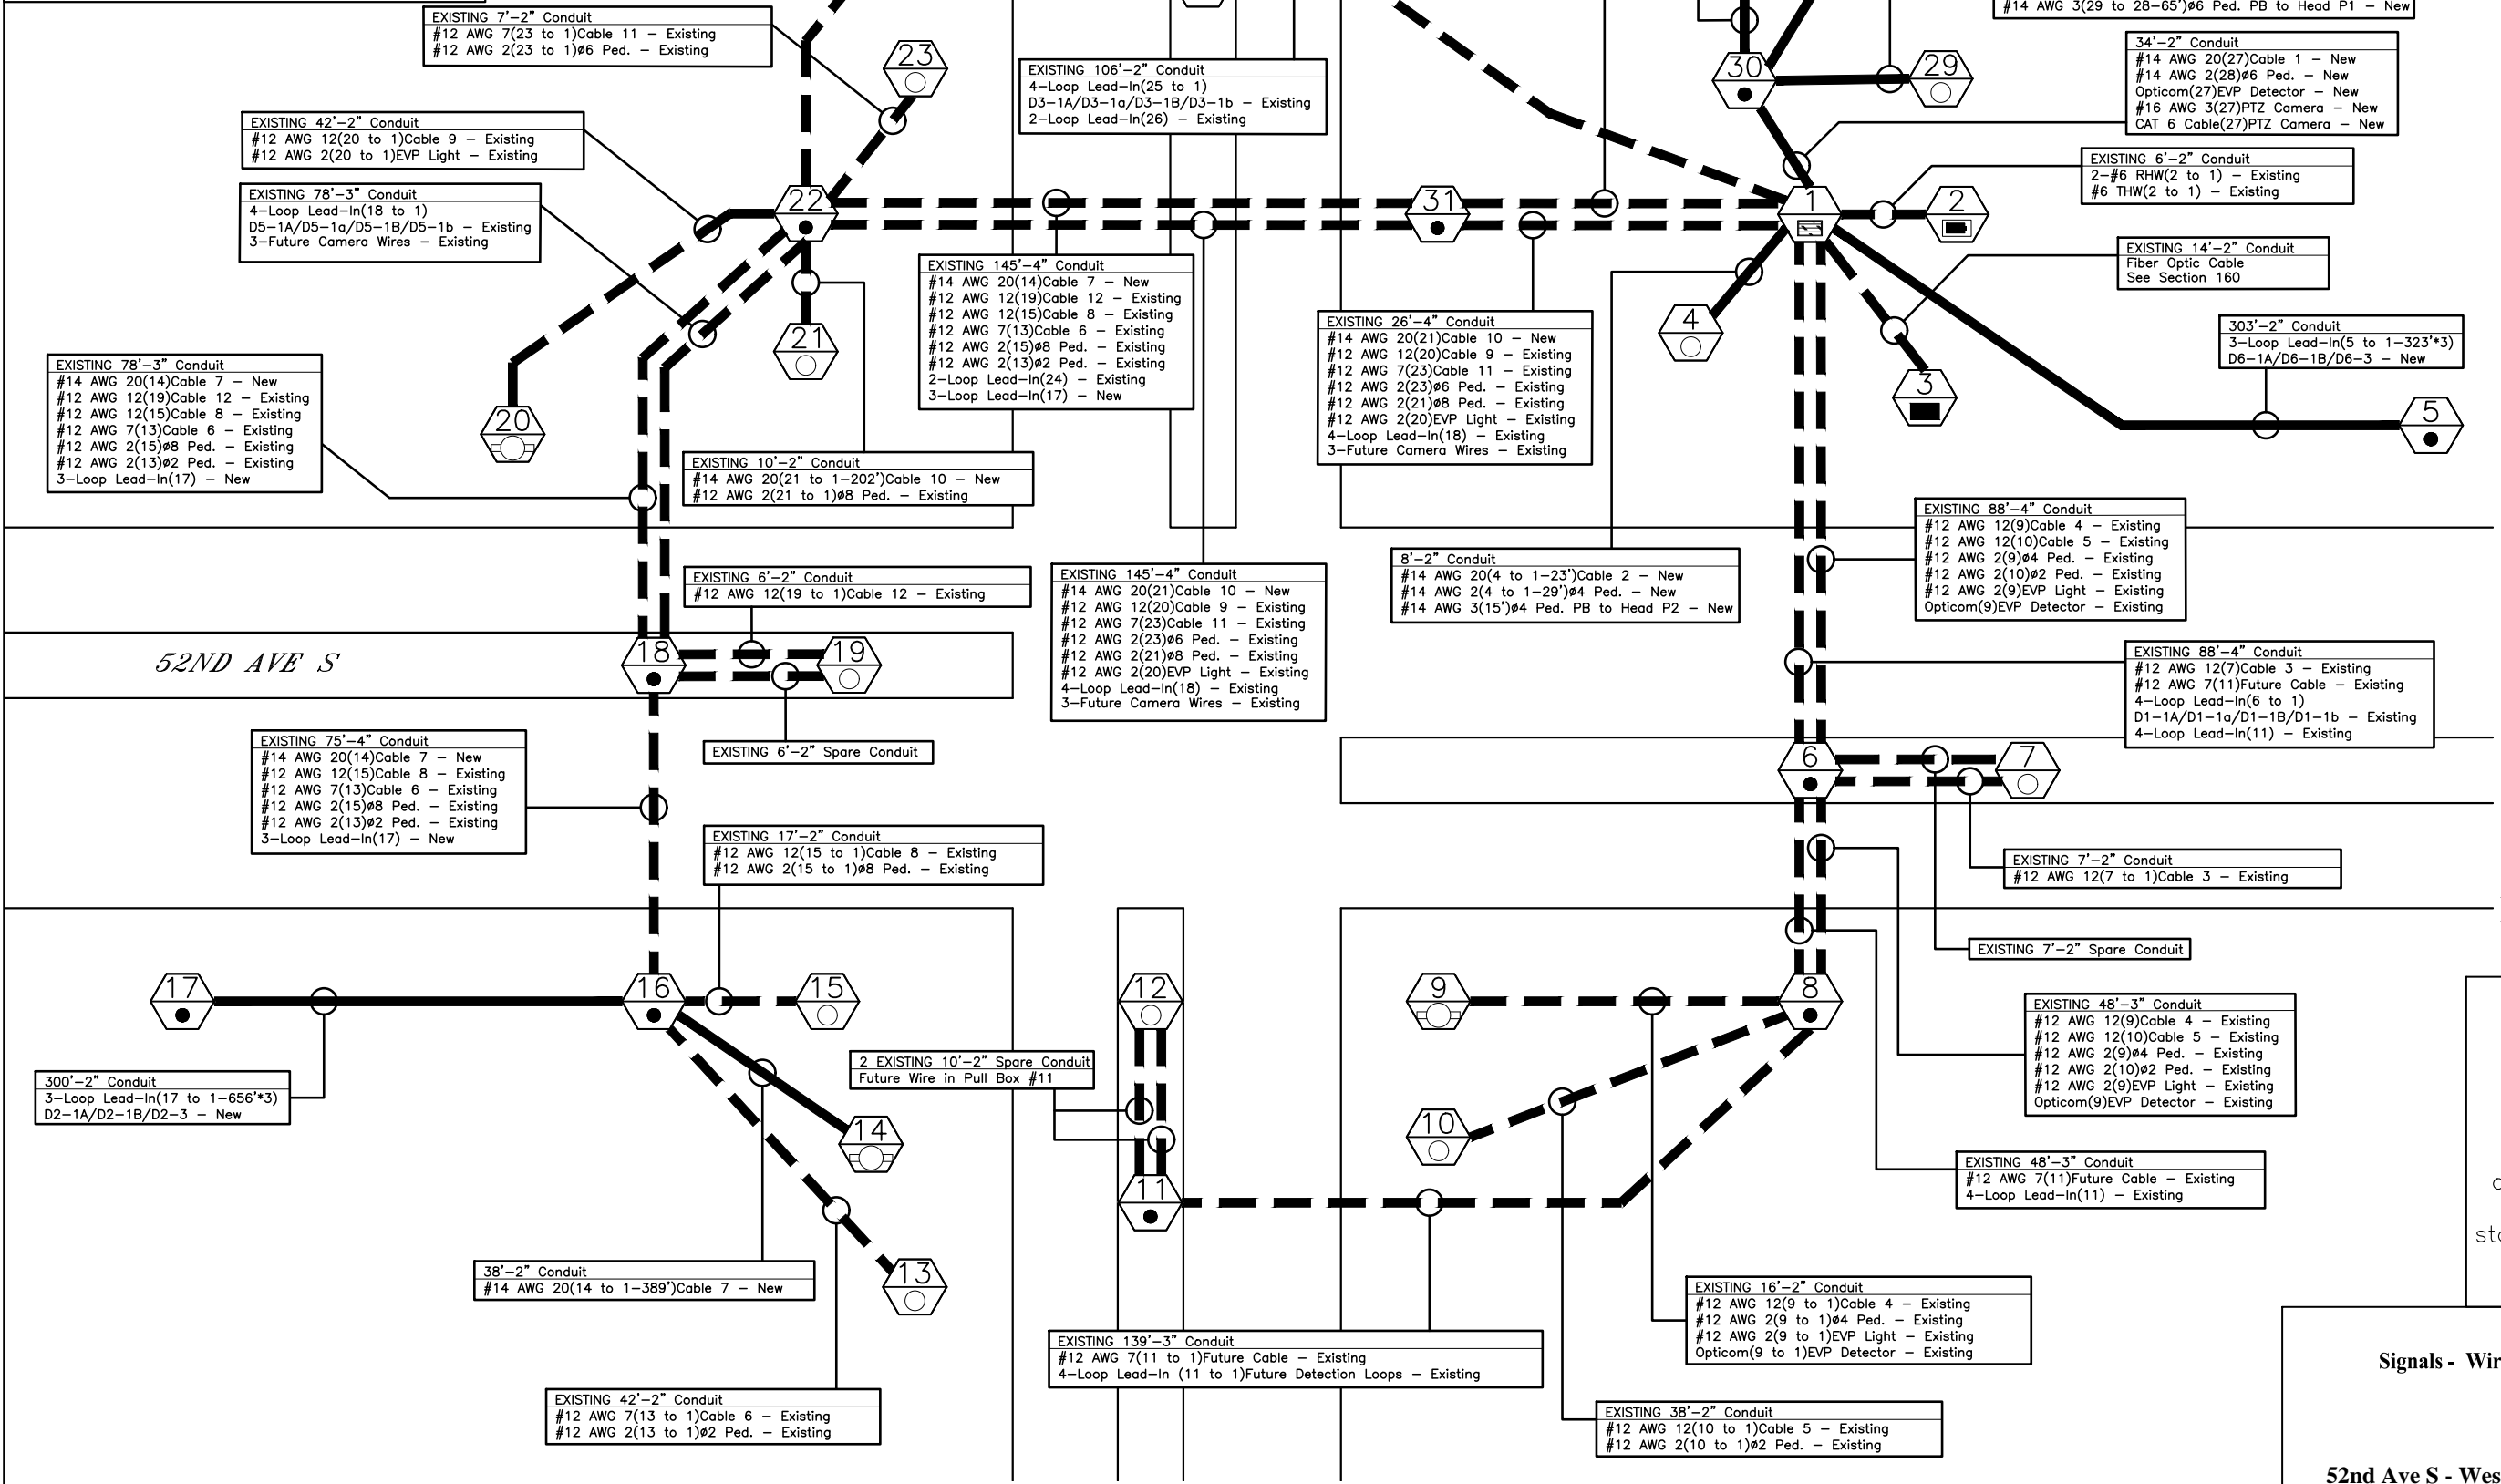 EXISTING 7'-2" Conduit
#12 AWG 7(23 to 1)Cable 11 - Existing
#12 AWG 2(23 to 1)ø6 Ped. - Existing
#14 AWG 3(29 to 28-65')ø6 Ped. PB to Head P1 - New
34'-2" Conduit
#14 AWG 20(27)Cable 1 - New
#14 AWG 2(28)ø6 Ped. - New
Opticom(27)EVP Detector - New
#16 AWG 3(27)PTZ Camera - New
CAT 6 Cable(27)PTZ Camera - New
23
30
29
EXISTING 106'-2" Conduit
4-Loop Lead-In(25 to 1)
D3-1A/D3-1a/D3-1B/D3-1b - Existing
2-Loop Lead-In(26) - Existing
EXISTING 42'-2" Conduit
#12 AWG 12(20 to 1)Cable 9 - Existing
#12 AWG 2(20 to 1)EVP Light - Existing
EXISTING 6'-2" Conduit
2-#6 RHW(2 to 1) - Existing
#6 THW(2 to 1) - Existing
EXISTING 78'-3" Conduit
4-Loop Lead-In(18 to 1)
D5-1A/D5-1a/D5-1B/D5-1b - Existing
3-Future Camera Wires - Existing
22
31
1
2
EXISTING 14'-2" Conduit
Fiber Optic Cable
See Section 160
EXISTING 145'-4" Conduit
#14 AWG 20(14)Cable 7 - New
#12 AWG 12(19)Cable 12 - Existing
#12 AWG 12(15)Cable 8 - Existing
#12 AWG 7(13)Cable 6 - Existing
#12 AWG 2(15)ø8 Ped. - Existing
#12 AWG 2(13)ø2 Ped. - Existing
2-Loop Lead-In(24) - Existing
3-Loop Lead-In(17) - New
EXISTING 26'-4" Conduit
#14 AWG 20(21)Cable 10 - New
#12 AWG 12(20)Cable 9 - Existing
#12 AWG 7(23)Cable 11 - Existing
#12 AWG 2(23)ø6 Ped. - Existing
#12 AWG 2(21)ø8 Ped. - Existing
#12 AWG 2(20)EVP Light - Existing
4-Loop Lead-In(18) - Existing
3-Future Camera Wires - Existing
4
21
3
303'-2" Conduit
3-Loop Lead-In(5 to 1-323'*3)
D6-1A/D6-1B/D6-3 - New
EXISTING 78'-3" Conduit
#14 AWG 20(14)Cable 7 - New
#12 AWG 12(19)Cable 12 - Existing
#12 AWG 12(15)Cable 8 - Existing
#12 AWG 7(13)Cable 6 - Existing
#12 AWG 2(15)ø8 Ped. - Existing
#12 AWG 2(13)ø2 Ped. - Existing
3-Loop Lead-In(17) - New
20
5
EXISTING 10'-2" Conduit
#14 AWG 20(21 to 1-202')Cable 10 - New
#12 AWG 2(21 to 1)ø8 Ped. - Existing
EXISTING 88'-4" Conduit
#12 AWG 12(9)Cable 4 - Existing
#12 AWG 12(10)Cable 5 - Existing
#12 AWG 2(9)ø4 Ped. - Existing
#12 AWG 2(10)ø2 Ped. - Existing
#12 AWG 2(9)EVP Light - Existing
Opticom(9)EVP Detector - Existing
8'-2" Conduit
#14 AWG 20(4 to 1-23')Cable 2 - New
#14 AWG 2(4 to 1-29')ø4 Ped. - New
#14 AWG 3(15')ø4 Ped. PB to Head P2 - New
EXISTING 6'-2" Conduit
#12 AWG 12(19 to 1)Cable 12 - Existing
EXISTING 145'-4" Conduit
#14 AWG 20(21)Cable 10 - New
#12 AWG 12(20)Cable 9 - Existing
#12 AWG 7(23)Cable 11 - Existing
#12 AWG 2(23)ø6 Ped. - Existing
#12 AWG 2(21)ø8 Ped. - Existing
#12 AWG 2(20)EVP Light - Existing
4-Loop Lead-In(18) - Existing
3-Future Camera Wires - Existing
52ND AVE S
18
19
EXISTING 88'-4" Conduit
#12 AWG 12(7)Cable 3 - Existing
#12 AWG 7(11)Future Cable - Existing
4-Loop Lead-In(6 to 1)
D1-1A/D1-1a/D1-1B/D1-1b - Existing
4-Loop Lead-In(11) - Existing
EXISTING 6'-2" Spare Conduit
EXISTING 75'-4" Conduit
#14 AWG 20(14)Cable 7 - New
#12 AWG 12(15)Cable 8 - Existing
#12 AWG 7(13)Cable 6 - Existing
#12 AWG 2(15)ø8 Ped. - Existing
#12 AWG 2(13)ø2 Ped. - Existing
3-Loop Lead-In(17) - New
6
7
EXISTING 17'-2" Conduit
#12 AWG 12(15 to 1)Cable 8 - Existing
#12 AWG 2(15 to 1)ø8 Ped. - Existing
EXISTING 7'-2" Conduit
#12 AWG 12(7 to 1)Cable 3 - Existing
EXISTING 7'-2" Spare Conduit
17
16
15
12
9
8
EXISTING 48'-3" Conduit
#12 AWG 12(9)Cable 4 - Existing
#12 AWG 12(10)Cable 5 - Existing
#12 AWG 2(9)ø4 Ped. - Existing
#12 AWG 2(10)ø2 Ped. - Existing
#12 AWG 2(9)EVP Light - Existing
Opticom(9)EVP Detector - Existing
2 EXISTING 10'-2" Spare Conduit
Future Wire in Pull Box #11
300'-2" Conduit
3-Loop Lead-In(17 to 1-656'*3)
D2-1A/D2-1B/D2-3 - New
14
10
EXISTING 48'-3" Conduit
#12 AWG 7(11)Future Cable - Existing
4-Loop Lead-In(11) - Existing
11
38'-2" Conduit
#14 AWG 20(14 to 1-389')Cable 7 - New
13
EXISTING 16'-2" Conduit
#12 AWG 12(9 to 1)Cable 4 - Existing
#12 AWG 2(9 to 1)ø4 Ped. - Existing
#12 AWG 2(9 to 1)EVP Light - Existing
Opticom(9 to 1)EVP Detector - Existing
EXISTING 139'-3" Conduit
#12 AWG 7(11 to 1)Future Cable - Existing
4-Loop Lead-In (11 to 1)Future Detection Loops - Existing
EXISTING 42'-2" Conduit
#12 AWG 7(13 to 1)Cable 6 - Existing
#12 AWG 2(13 to 1)ø2 Ped. - Existing
EXISTING 38'-2" Conduit
#12 AWG 12(10 to 1)Cable 5 - Existing
#12 AWG 2(10 to 1)ø2 Ped. - Existing
Signals - Wir
52nd Ave S - Wes